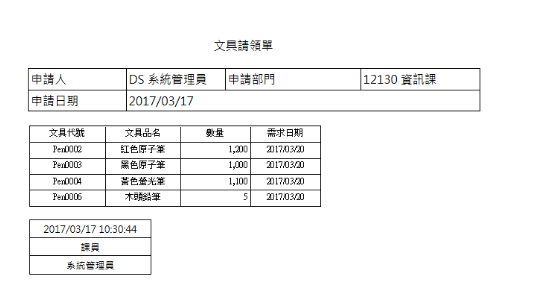 文具請領單
申請人 DS 系統管理員 申請部門 12130 資訊課
申請日期 2017/03/17
文具代號 文具品名 數量 需求日期
Pen0002 紅色原子筆 1,200 2017/03/20
Pen0003 黑色原子筆 1,000 2017/03/20
Pen0004 黃色螢光筆 1,100 2017/03/20
Pen0006 木頭鉛筆 5 2017/03/20
2017/03/17 10:30:44
課員
系統管理員